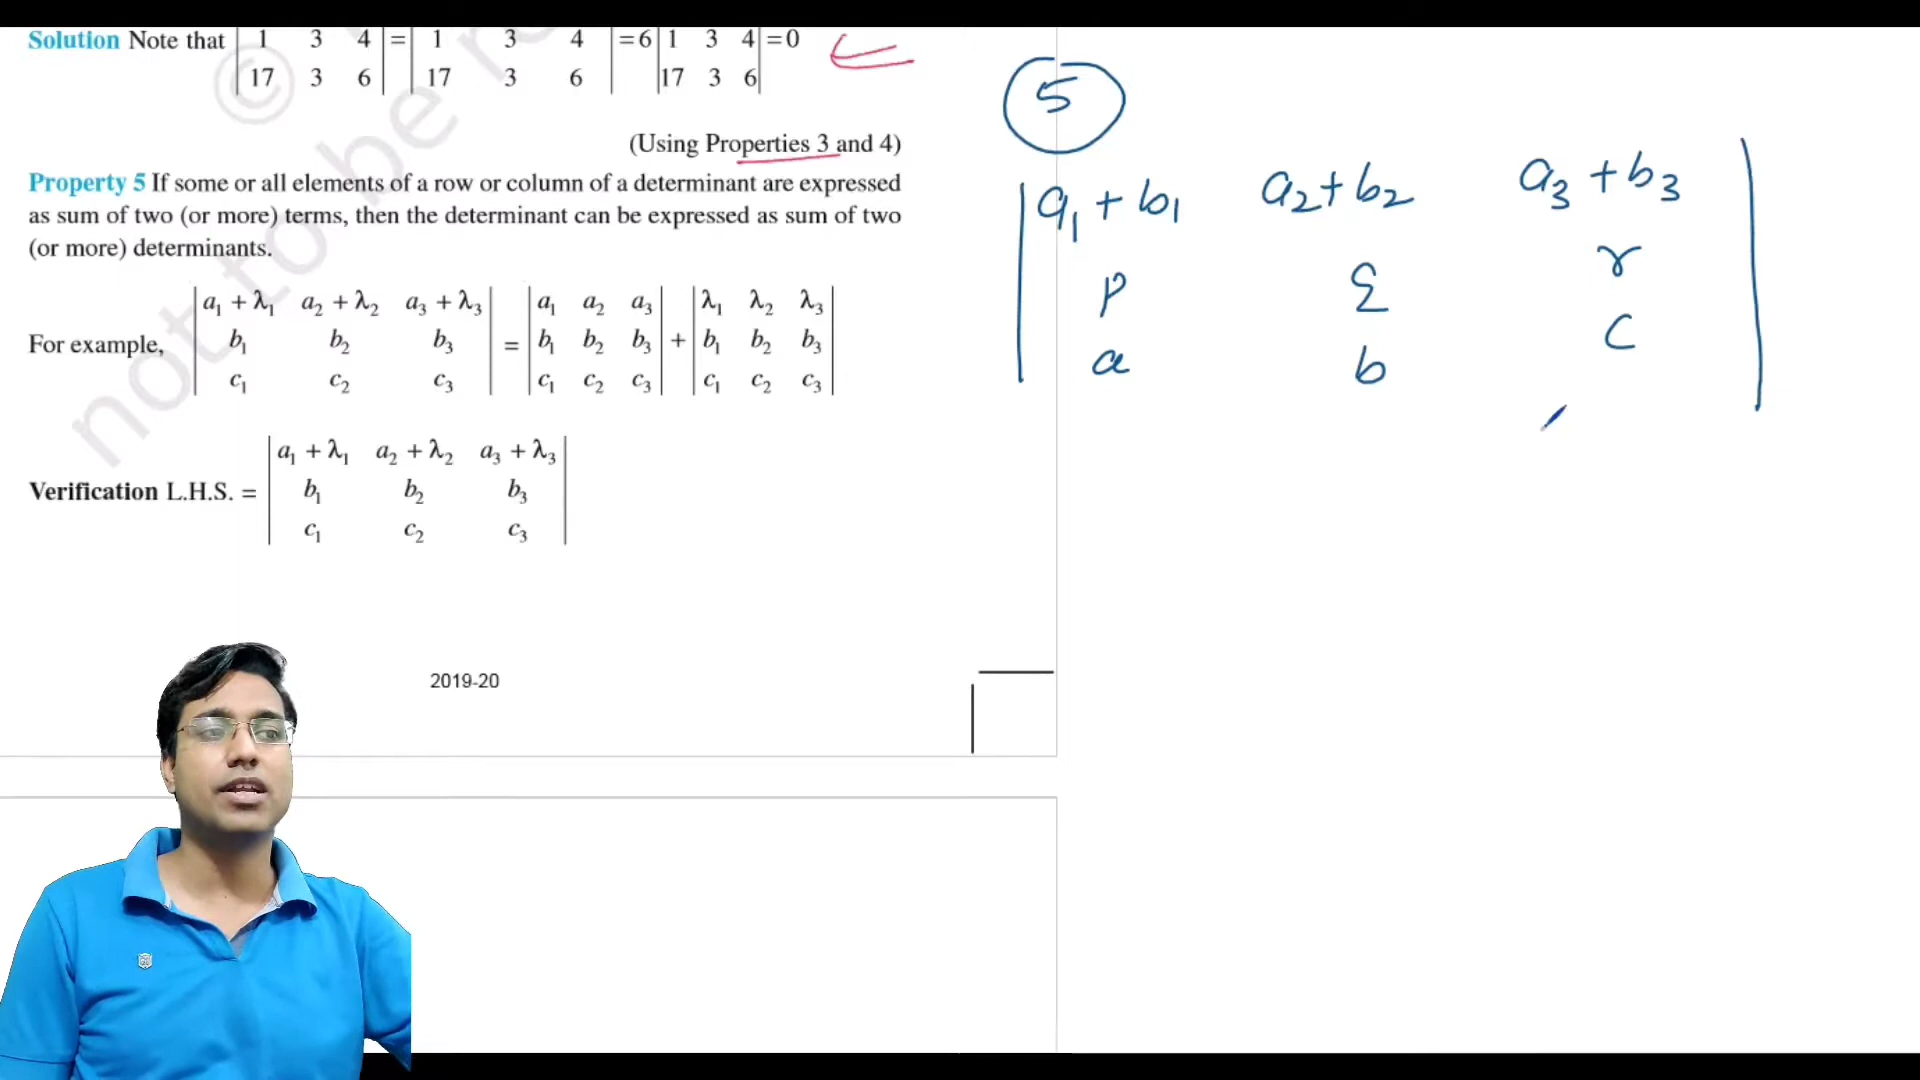 Solution Note that | 1 3 4 | = | 1 3 4 | = 6 | 1 3 4 | = 0
| 17 3 6 | | 17 3 6 | | 17 3 6 |
(Using Properties 3 and 4)
Property 5 If some or all elements of a row or column of a determinant are expressed
as sum of two (or more) terms, then the determinant can be expressed as sum of two
(or more) determinants.
| a₁ + λ₁ a₂ + λ₂ a₃ + λ₃ | | a₁ a₂ a₃ | | λ₁ λ₂ λ₃ |
For example, | b₁ b₂ b₃ | = | b₁ b₂ b₃ | + | b₁ b₂ b₃ |
| c₁ c₂ c₃ | | c₁ c₂ c₃ | | c₁ c₂ c₃ |
| a₁ + λ₁ a₂ + λ₂ a₃ + λ₃ |
Verification L.H.S. = | b₁ b₂ b₃ |
| c₁ c₂ c₃ |
2019-20
© not to be
5
| a₁ + b₁ a₂ + b₂ a₃ + b₃ |
| p q r |
| a b c |